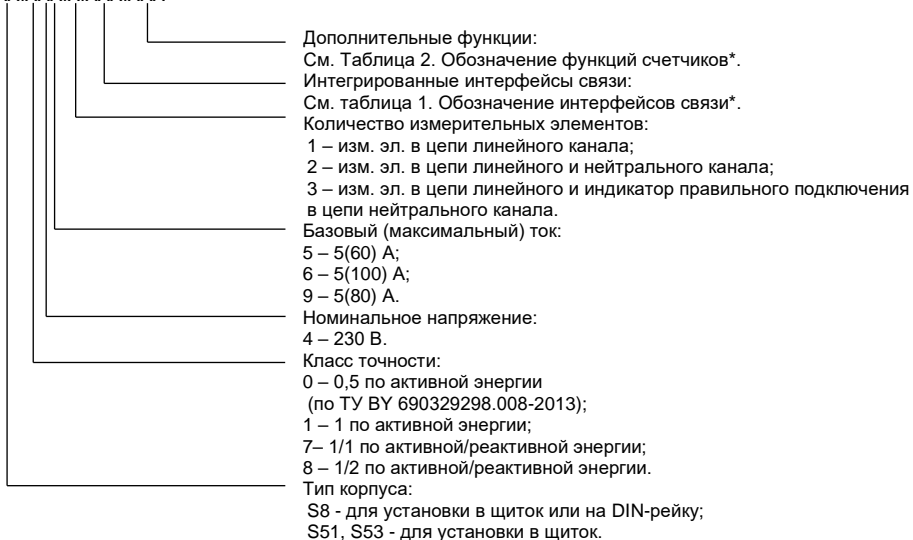 Дополнительные функции:
См. Таблица 2. Обозначение функций счетчиков*.
Интегрированные интерфейсы связи:
См. таблица 1. Обозначение интерфейсов связи*.
Количество измерительных элементов:
1 – изм. эл. в цепи линейного канала;
2 – изм. эл. в цепи линейного и нейтрального канала;
3 – изм. эл. в цепи линейного и индикатор правильного подключения
в цепи нейтрального канала.
Базовый (максимальный) ток:
5 – 5(60) А;
6 – 5(100) А;
9 – 5(80) А.
Номинальное напряжение:
4 – 230 В.
Класс точности:
0 – 0,5 по активной энергии
(по ТУ BY 690329298.008-2013);
1 – 1 по активной энергии;
7– 1/1 по активной/реактивной энергии;
8 – 1/2 по активной/реактивной энергии.
Тип корпуса:
S8 - для установки в щиток или на DIN-рейку;
S51, S53 - для установки в щиток.